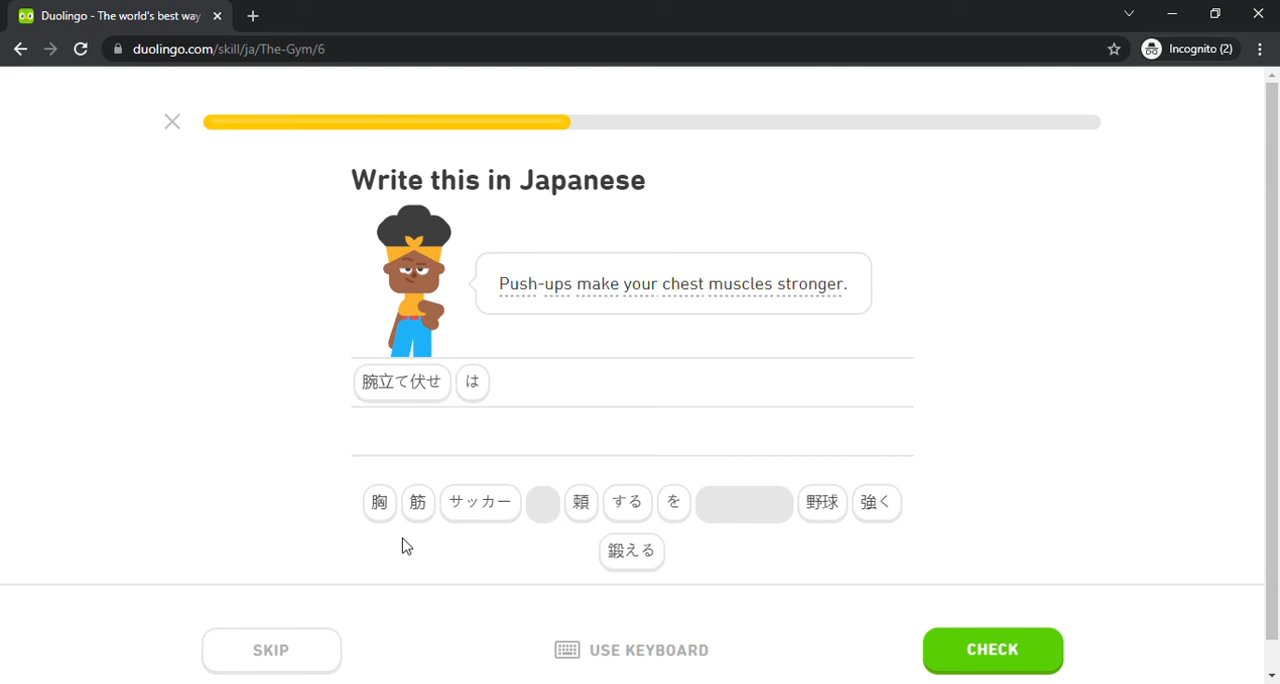 Duolingo - The world's best way
duolingo.com/skill/ja/The-Gym/6
Incognito (2)
Write this in Japanese
Push-ups make your chest muscles stronger.
腕立て伏せ は
胸 筋 サッカー 頬 する を 野球 強く
鍛える
SKIP
USE KEYBOARD
CHECK